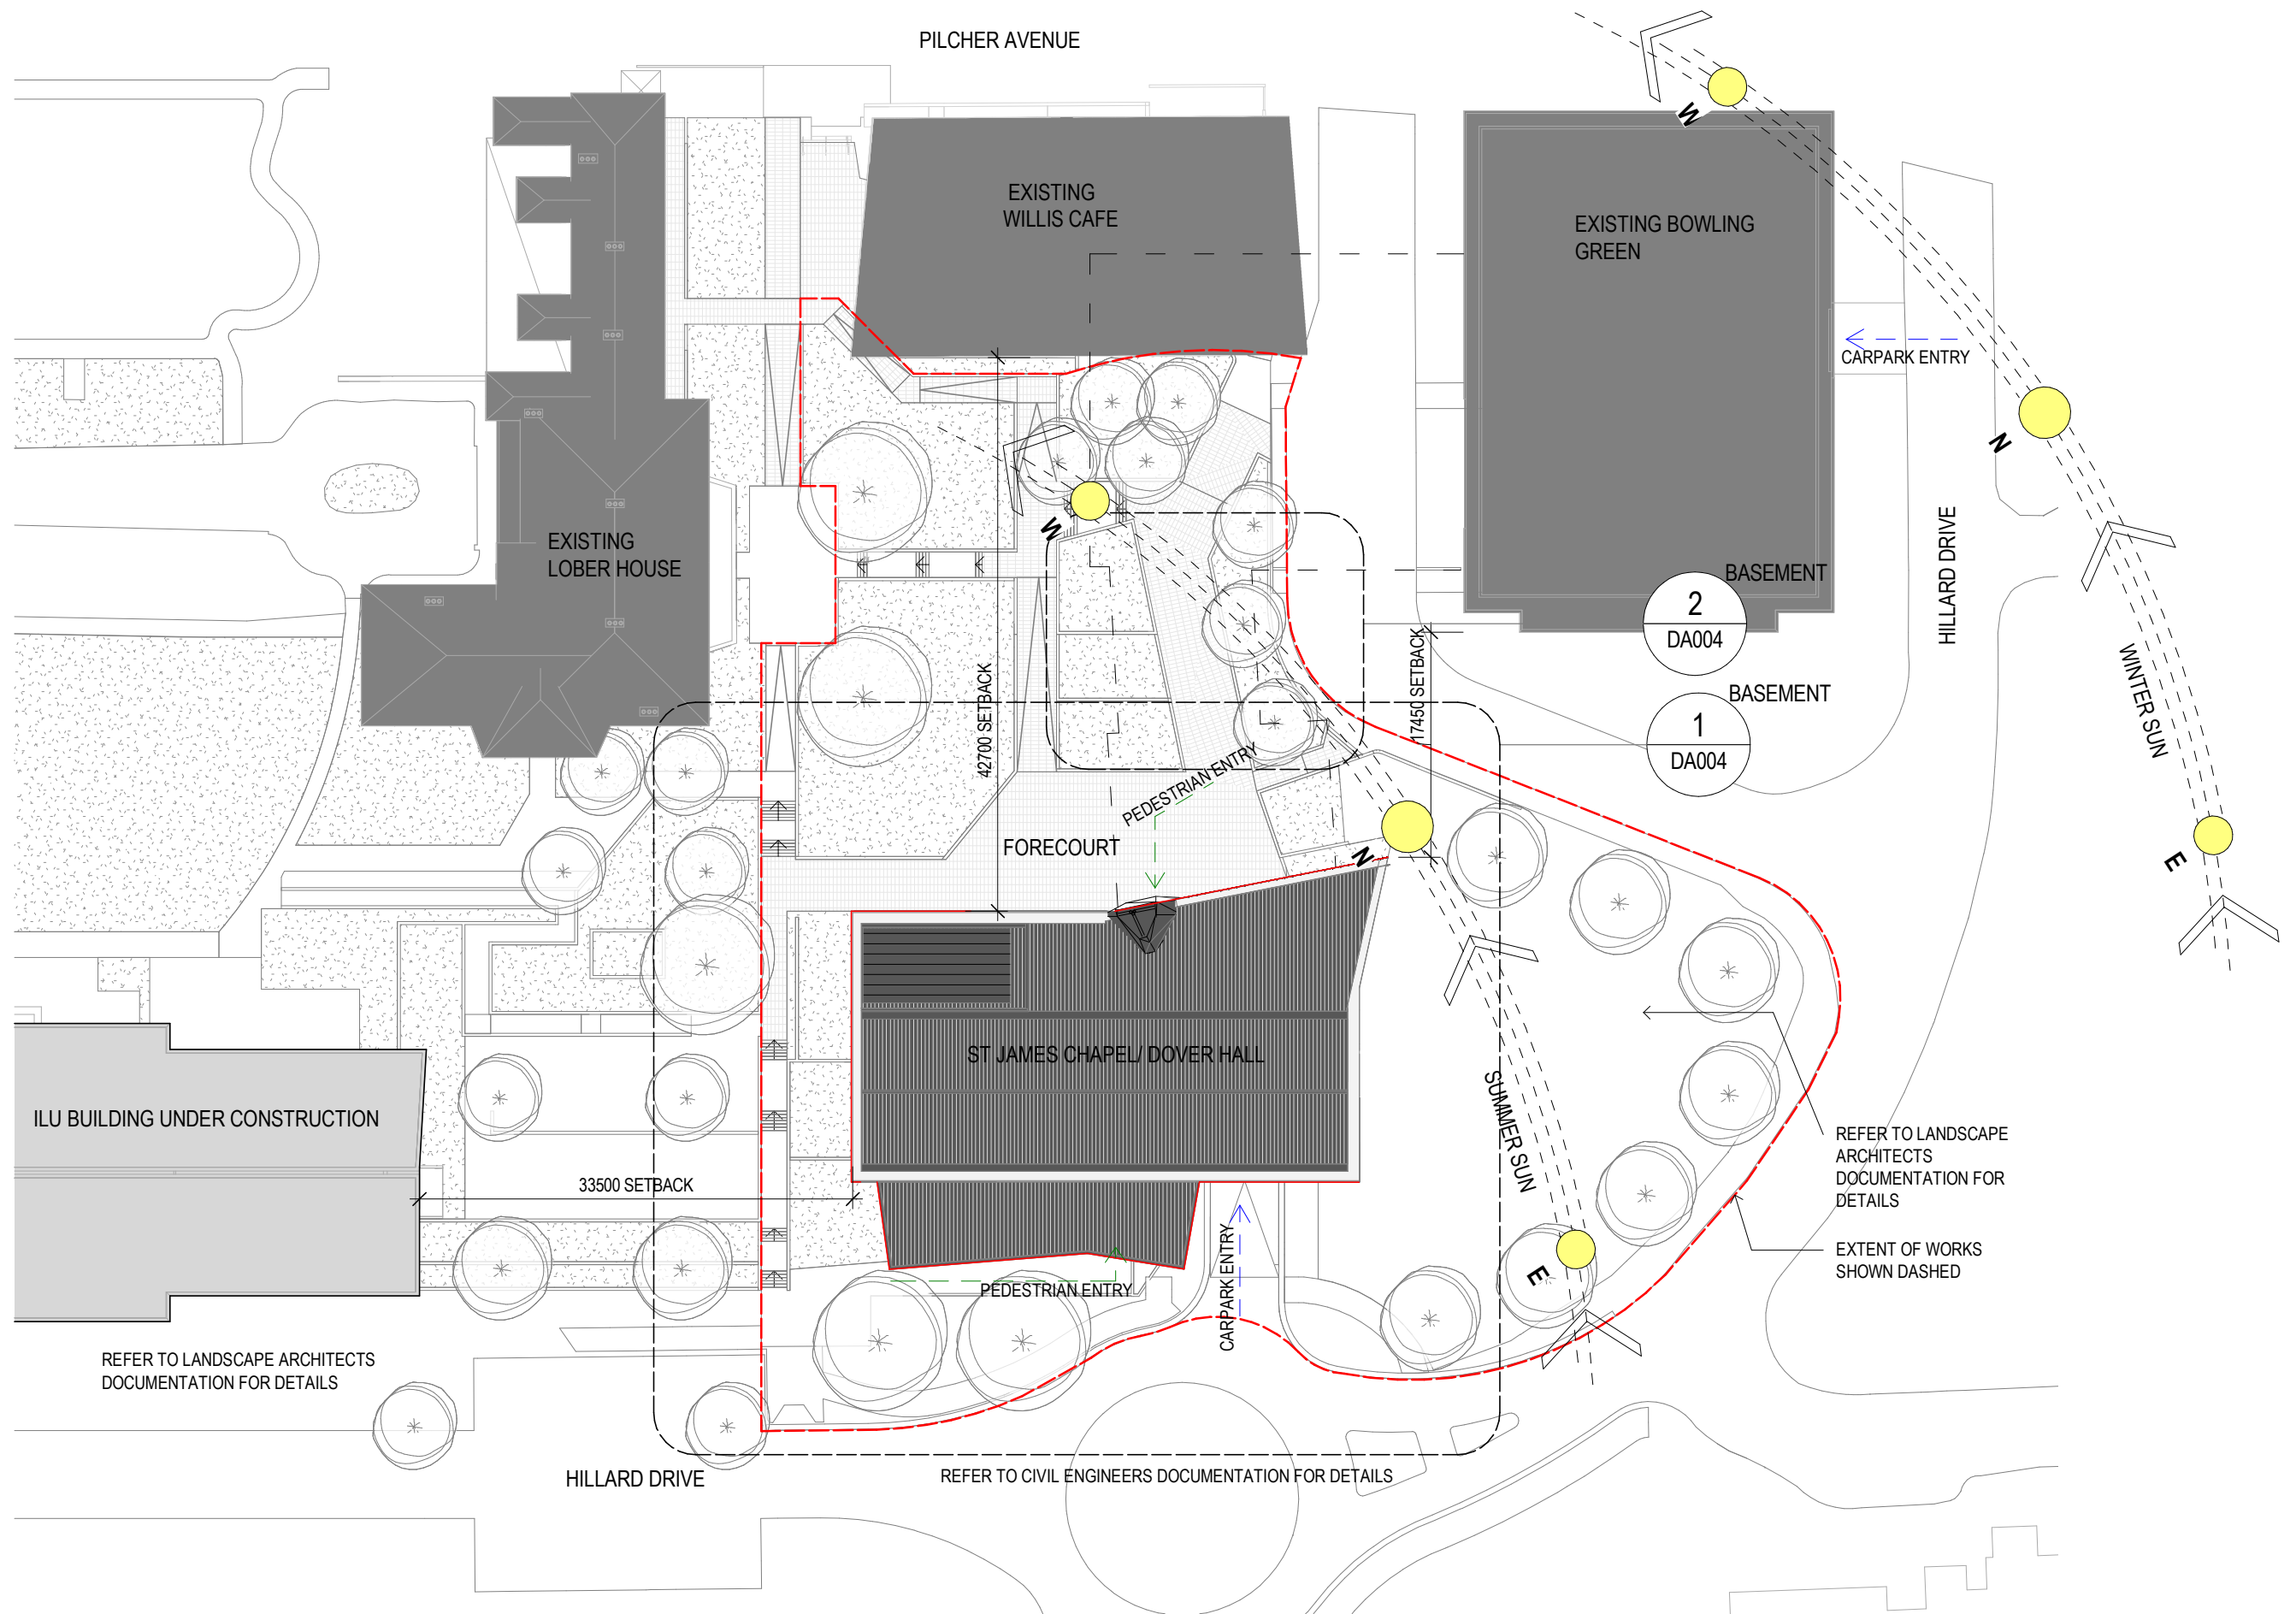 PILCHER AVENUE
W
EXISTING
WILLIS CAFE
EXISTING BOWLING
GREEN
CARPARK ENTRY
N
HILLARD DRIVE
EXISTING
LOBER HOUSE
W
BASEMENT
2
DA004
42700 SETBACK
17450 SETBACK
WINTER SUN
BASEMENT
1
DA004
PEDESTRIAN ENTRY
FORECOURT
N
E
ST JAMES CHAPEL/ DOVER HALL
ILU BUILDING UNDER CONSTRUCTION
SUMMER SUN
REFER TO LANDSCAPE
ARCHITECTS
DOCUMENTATION FOR
DETAILS
33500 SETBACK
EXTENT OF WORKS
SHOWN DASHED
E
PEDESTRIAN ENTRY
CARPARK ENTRY
REFER TO LANDSCAPE ARCHITECTS
DOCUMENTATION FOR DETAILS
HILLARD DRIVE
REFER TO CIVIL ENGINEERS DOCUMENTATION FOR DETAILS